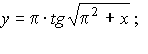 y = π · tg√(π² + x) ;